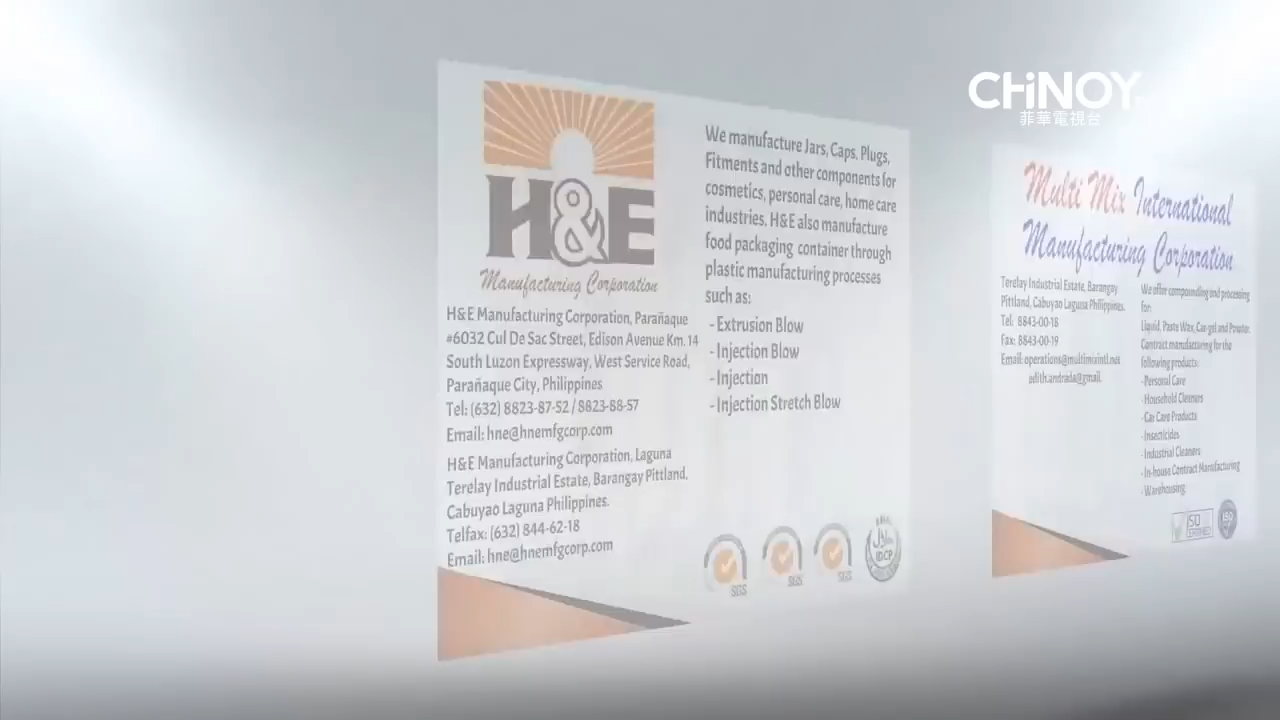 CHiNOY
菲華電視台
H&E
Manufacturing Corporation
H&E Manufacturing Corporation, Parañaque
#6032 Cul De Sac Street, Edison Avenue Km. 14
South Luzon Expressway, West Service Road,
Parañaque City, Philippines
Tel: (632) 8823-87-52 / 8823-88-57
Email: hne@hnemfgcorp.com
H&E Manufacturing Corporation, Laguna
Terelay Industrial Estate, Barangay Pittland,
Cabuyao Laguna Philippines.
Telfax: (632) 844-62-18
Email: hne@hnemfgcorp.com
We manufacture Jars, Caps, Plugs,
Fitments and other components for
cosmetics, personal care, home care
industries. H&E also manufacture
food packaging container through
plastic manufacturing processes
such as:
- Extrusion Blow
- Injection Blow
- Injection
- Injection Stretch Blow
SGS
SGS
SGS
حلال
IDCP
Multi Mix International
Manufacturing Corporation
Terelay Industrial Estate, Barangay
Pittland, Cabuyao Laguna Philippines.
Tel: 8843-00-18
Fax: 8843-00-19
Email: operations@multimixintl.net
edith.andrada@gmail.
We offer compounding and processing
for:
Liquid, Paste Wax, Car-gel and Powder.
Contract manufacturing for the
following products:
- Personal Care
- Household Cleaners
- Car Care Products
- Insecticides
- Industrial Cleaners
- In-house Contract Manufacturing
- Warehousing
ISO
CERTIFIED
ISO